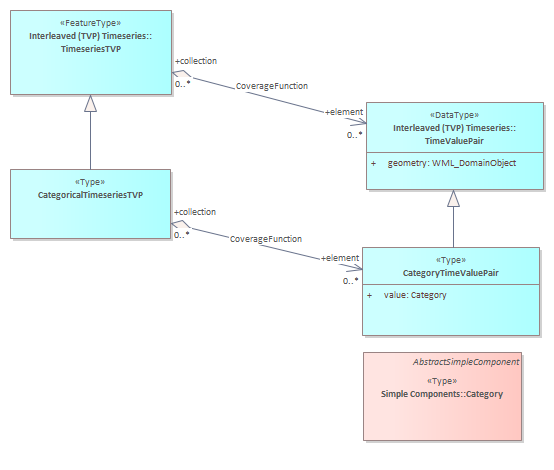 «FeatureType»
Interleaved (TVP) Timeseries::
TimeseriesTVP
+collection
0..*
CoverageFunction
+element
0..*
«DataType»
Interleaved (TVP) Timeseries::
TimeValuePair
+ geometry: WML_DomainObject
«Type»
CategoricalTimeseriesTVP
+collection
0..*
CoverageFunction
+element
0..*
«Type»
CategoryTimeValuePair
+ value: Category
AbstractSimpleComponent
«Type»
Simple Components::Category